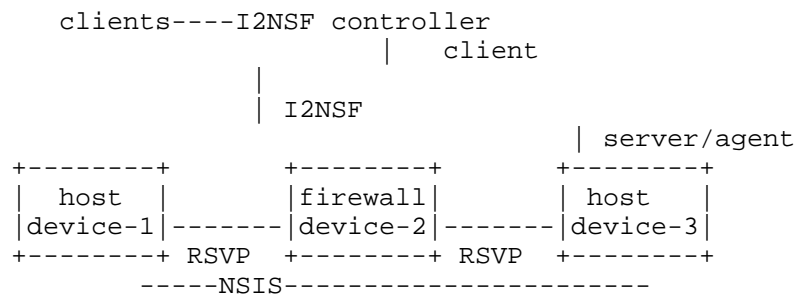 clients----I2NSF controller
| client
|
| I2NSF
| server/agent
+--------+ +--------+ +--------+
| host | |firewall| | host |
|device-1|-------|device-2|-------|device-3|
+--------+ RSVP +--------+ RSVP +--------+
-----NSIS-----------------------